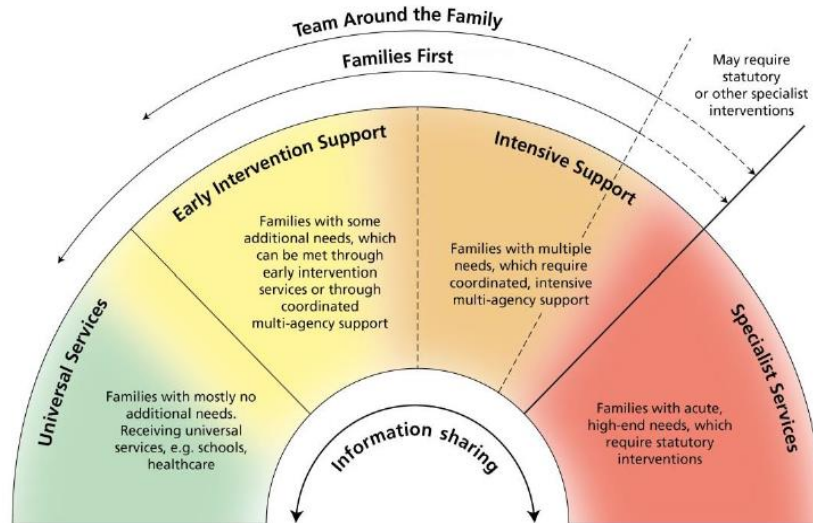 Team Around the Family
Families First
May require
statutory
or other specialist
interventions
Early Intervention Support
Intensive Support
Families with some
additional needs, which
can be met through
early intervention
services or through
coordinated
multi-agency support
Families with multiple
needs, which require
coordinated, intensive
multi-agency support
Universal Services
Specialist Services
Families with mostly no
additional needs.
Receiving universal
services, e.g. schools,
healthcare
Information sharing
Families with acute,
high-end needs, which
require statutory
interventions